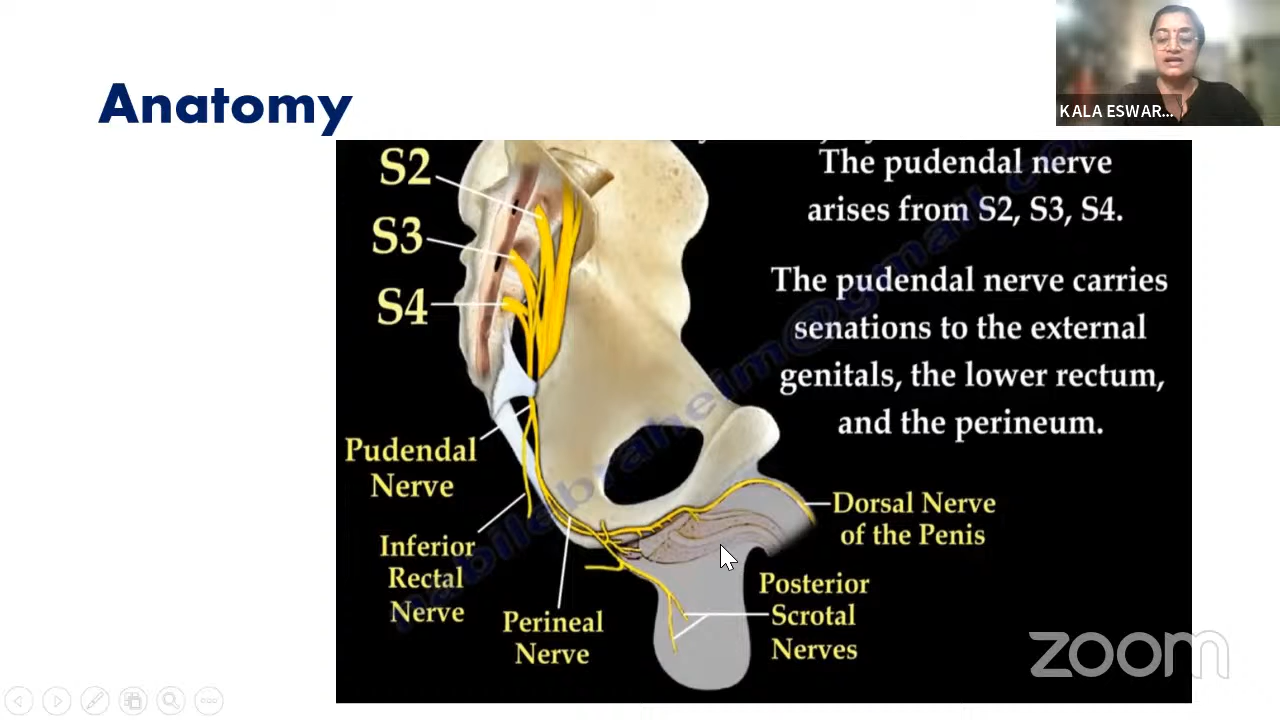 KALA ESWAR...
Anatomy
S2
S3
S4
The pudendal nerve
arises from S2, S3, S4.
The pudendal nerve carries
senations to the external
genitals, the lower rectum,
and the perineum.
Pudendal
Nerve
Inferior
Rectal
Nerve
Perineal
Nerve
Dorsal Nerve
of the Penis
Posterior
Scrotal
Nerves
zoom